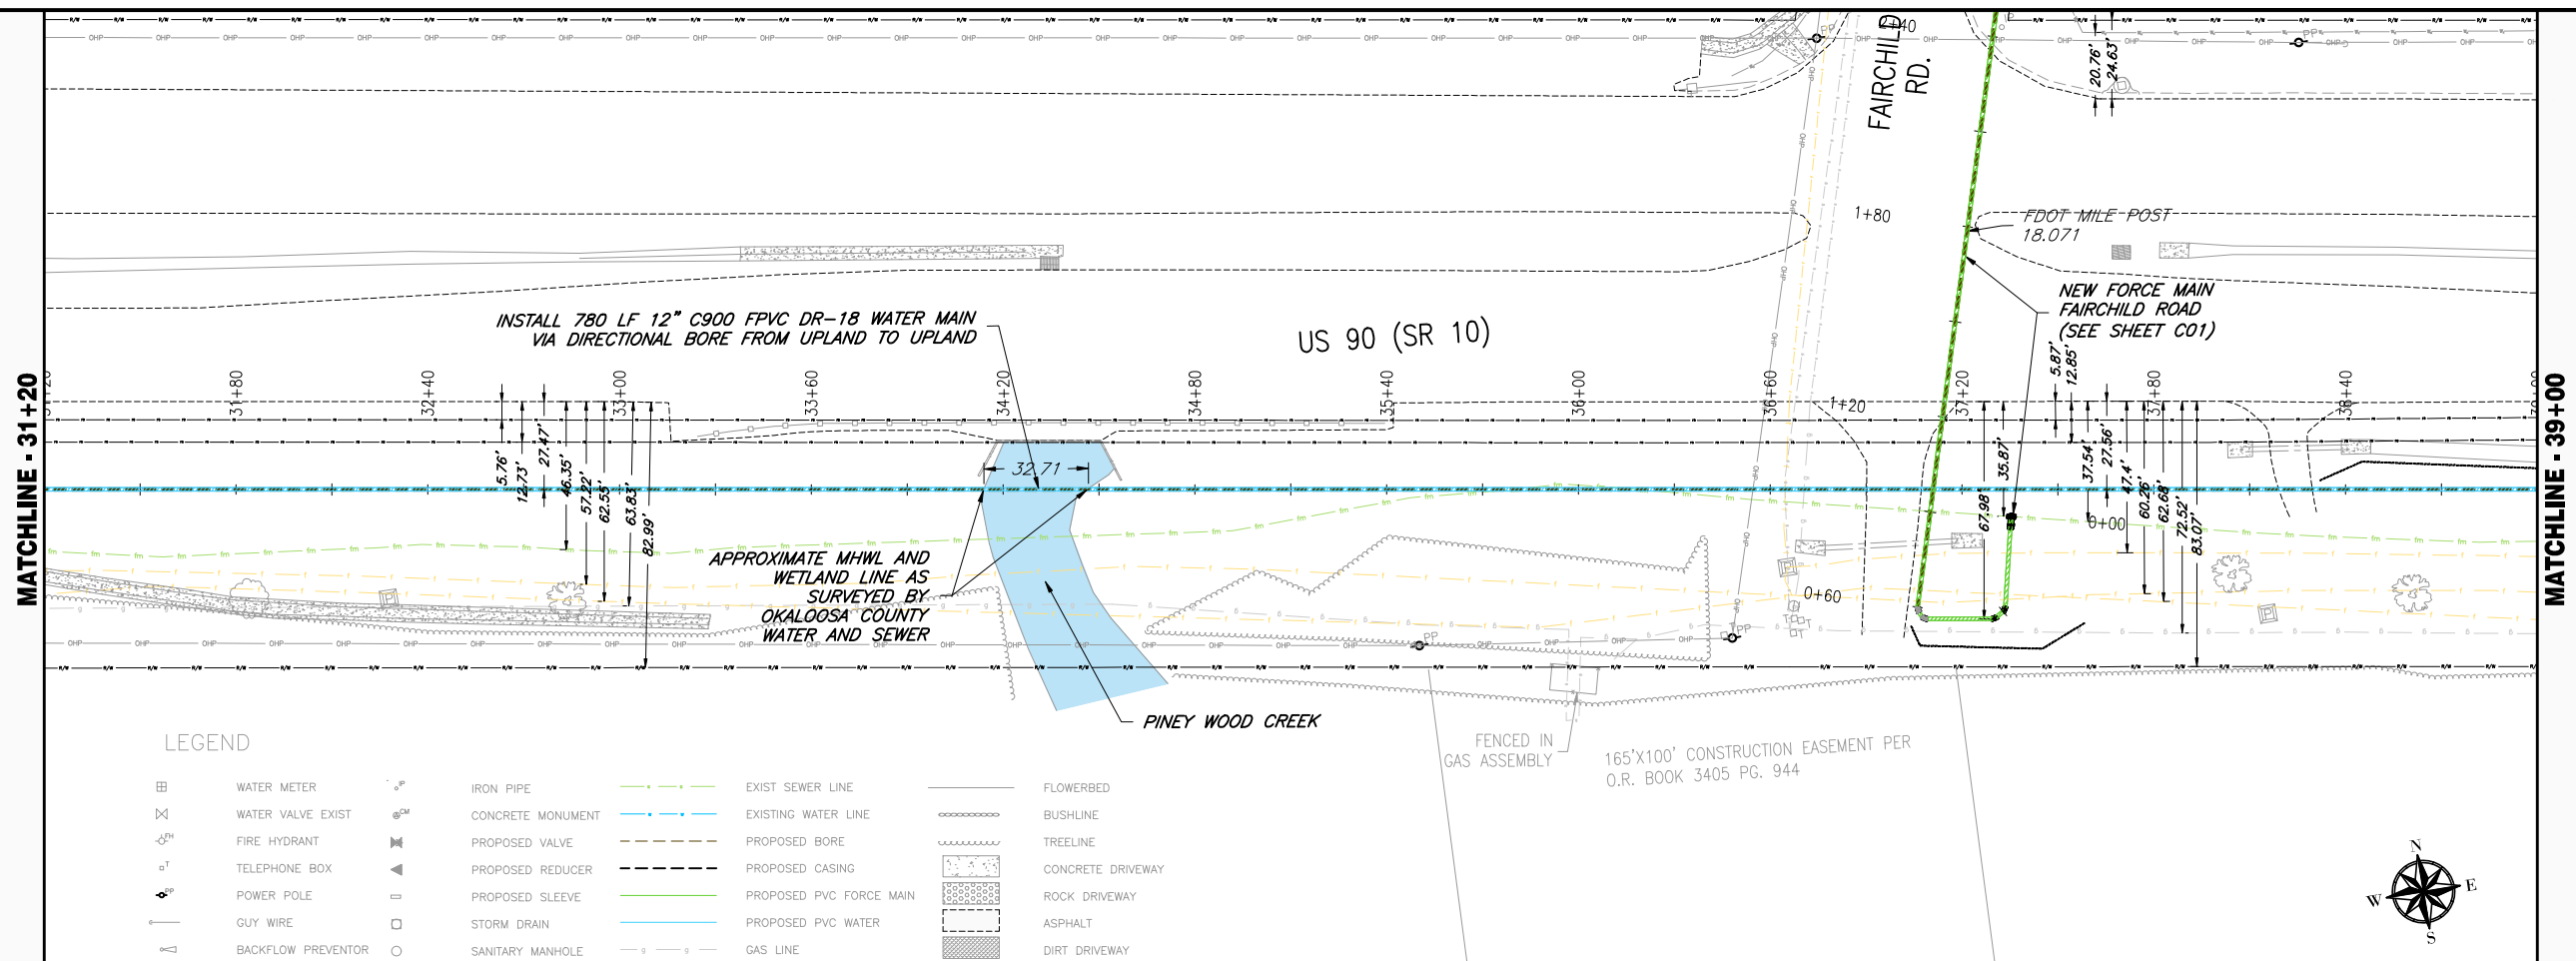 MATCHLINE - 31+20
MATCHLINE - 39+00
OHP
R/W
PP
FAIRCHILD
RD.
2+40
20.76'
24.63'
1+80
FDOT MILE POST
18.071
NEW FORCE MAIN
FAIRCHILD ROAD
(SEE SHEET C01)
INSTALL 780 LF 12" C900 FPVC DR-18 WATER MAIN
VIA DIRECTIONAL BORE FROM UPLAND TO UPLAND
US 90 (SR 10)
31+80
32+40
33+00
33+60
34+20
34+80
35+40
36+00
36+60
1+20
37+20
37+80
38+40
5.76'
12.73'
27.47'
46.35'
57.22'
62.55'
63.83'
82.99'
32.71
67.98'
35.87'
5.87'
12.85'
37.54'
27.56'
47.4'
60.26'
62.68'
72.52'
83.07'
0+00
0+60
fm
APPROXIMATE MHWL AND
WETLAND LINE AS
SURVEYED BY
OKALOOSA COUNTY
WATER AND SEWER
PINEY WOOD CREEK
FENCED IN
GAS ASSEMBLY
165'X100' CONSTRUCTION EASEMENT PER
O.R. BOOK 3405 PG. 944
LEGEND
WATER METER
WATER VALVE EXIST
FH FIRE HYDRANT
T TELEPHONE BOX
PP POWER POLE
GUY WIRE
BACKFLOW PREVENTOR
IP IRON PIPE
CM CONCRETE MONUMENT
PROPOSED VALVE
PROPOSED REDUCER
PROPOSED SLEEVE
STORM DRAIN
SANITARY MANHOLE
EXIST SEWER LINE
EXISTING WATER LINE
PROPOSED BORE
PROPOSED CASING
PROPOSED PVC FORCE MAIN
PROPOSED PVC WATER
g g GAS LINE
FLOWERBED
BUSHLINE
TREELINE
CONCRETE DRIVEWAY
ROCK DRIVEWAY
ASPHALT
DIRT DRIVEWAY
N
E
S
W